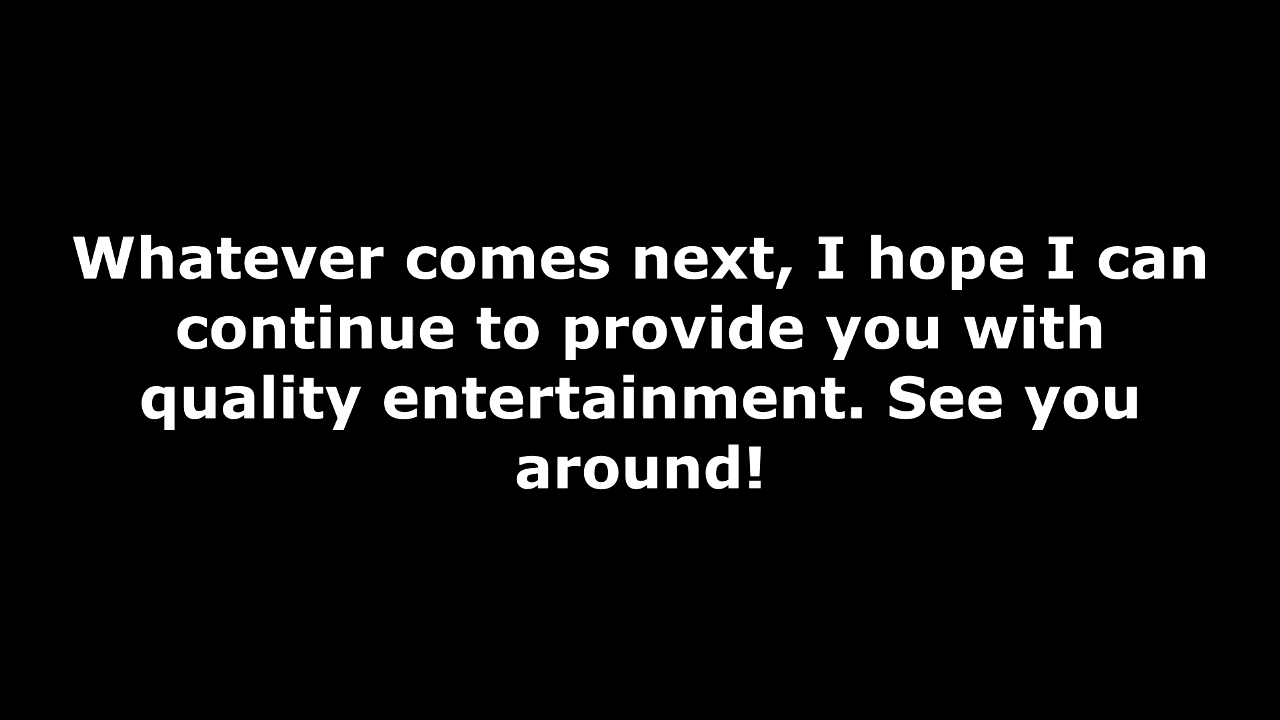 Whatever comes next, I hope I can
continue to provide you with
quality entertainment. See you
around!